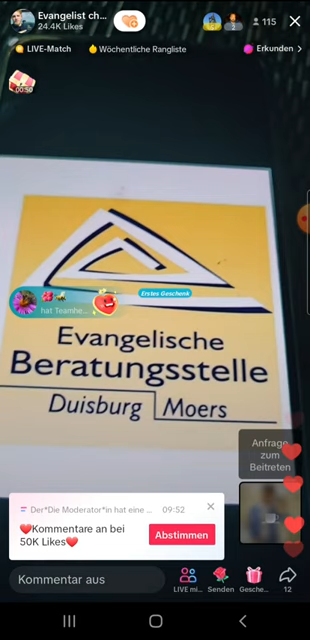 Evangelist ch...
24.4K Likes
115
LIVE-Match
Wöchentliche Rangliste
Erkunden
00:50
Erstes Geschenk
hat Teamhe...
Evangelische
Beratungsstelle
Duisburg Moers
Anfrage
zum
Beitreten
Der*Die Moderator*in hat eine ... 09:52
Kommentare an bei
50K Likes
Abstimmen
Kommentar aus
LIVE mi...
Senden
Gesche...
12